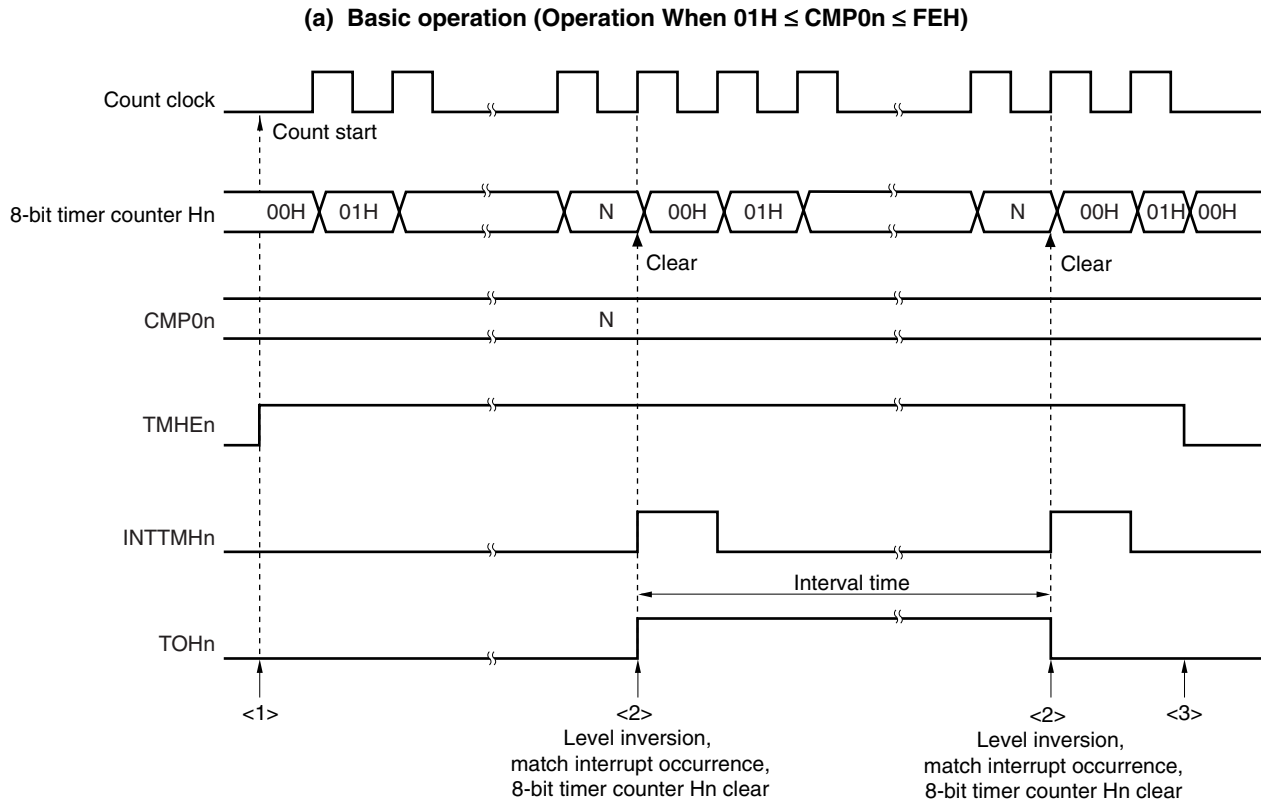 (a) Basic operation (Operation When 01H ≤ CMP0n ≤ FEH)
Count clock
Count start
8-bit timer counter Hn
00H 01H N 00H 01H N 00H 01H 00H
Clear Clear
CMP0n
N
TMHEn
INTTMHn
Interval time
TOHn
<1> <2> <2> <3>
Level inversion,
match interrupt occurrence,
8-bit timer counter Hn clear
Level inversion,
match interrupt occurrence,
8-bit timer counter Hn clear